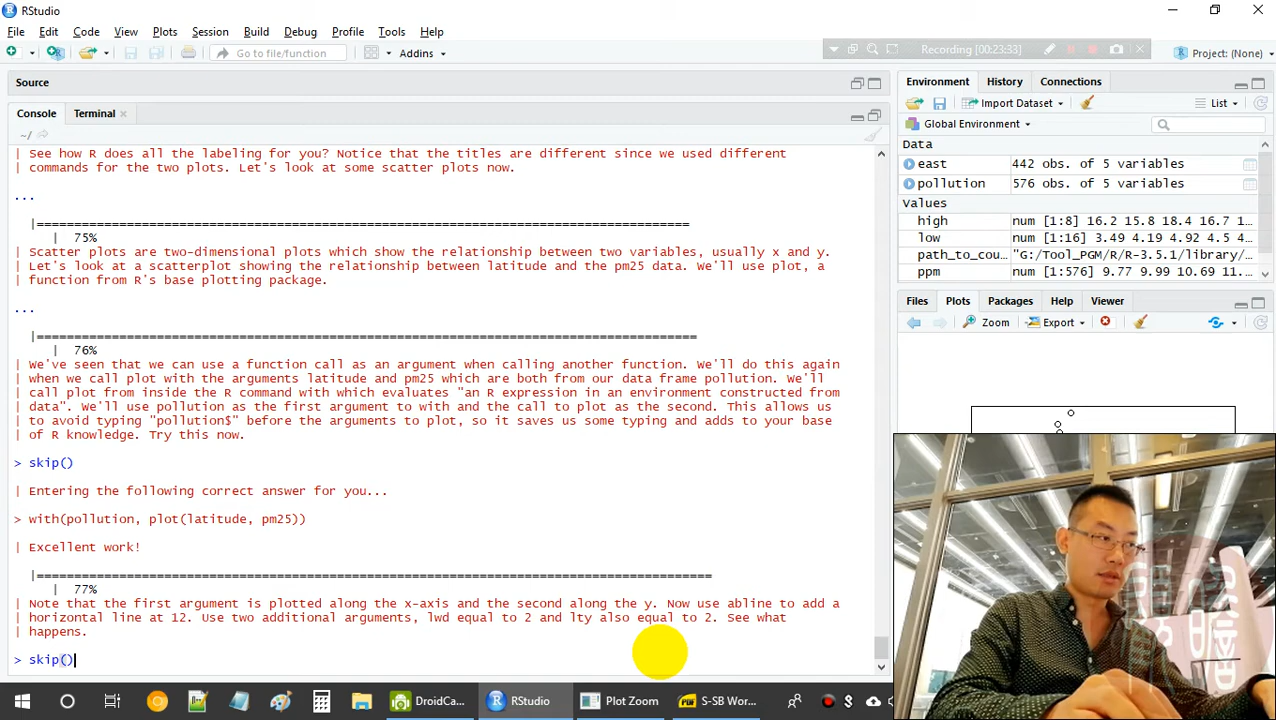 RStudio
File Edit Code View Plots Session Build Debug Profile Tools Help
Go to file/function
Addins
Recording [00:23:33]
Project: (None)
Source
Console Terminal
~/
| See how R does all the labeling for you? Notice that the titles are different since we used different
| commands for the two plots. Let's look at some scatter plots now.
...
|=======================================================================================
| 75%
| Scatter plots are two-dimensional plots which show the relationship between two variables, usually x and y.
| Let's look at a scatterplot showing the relationship between latitude and the pm25 data. We'll use plot, a
| function from R's base plotting package.
...
|========================================================================================
| 76%
| We've seen that we can use a function call as an argument when calling another function. We'll do this again
| when we call plot with the arguments latitude and pm25 which are both from our data frame pollution. We'll
| call plot from inside the R command with which evaluates "an R expression in an environment constructed from
| data". We'll use pollution as the first argument to with and the call to plot as the second. This allows us
| to avoid typing "pollution$" before the arguments to plot, so it saves us some typing and adds to your base
| of R knowledge. Try this now.
> skip()
| Entering the following correct answer for you...
> with(pollution, plot(latitude, pm25))
| Excellent work!
|==========================================================================================
| 77%
| Note that the first argument is plotted along the x-axis and the second along the y. Now use abline to add a
| horizontal line at 12. Use two additional arguments, lwd equal to 2 and lty also equal to 2. See what
| happens.
> skip()
Environment History Connections
Import Dataset List
Global Environment
Data
east 442 obs. of 5 variables
pollution 576 obs. of 5 variables
Values
high num [1:8] 16.2 15.8 18.4 16.7 1…
low num [1:16] 3.49 4.19 4.92 4.5 4…
path_to_cou… "G:/Tool_PGM/R/R-3.5.1/library/…
ppm num [1:576] 9.77 9.99 10.69 11.…
Files Plots Packages Help Viewer
Zoom Export
DroidCa...
RStudio
Plot Zoom
S-SB Wor...